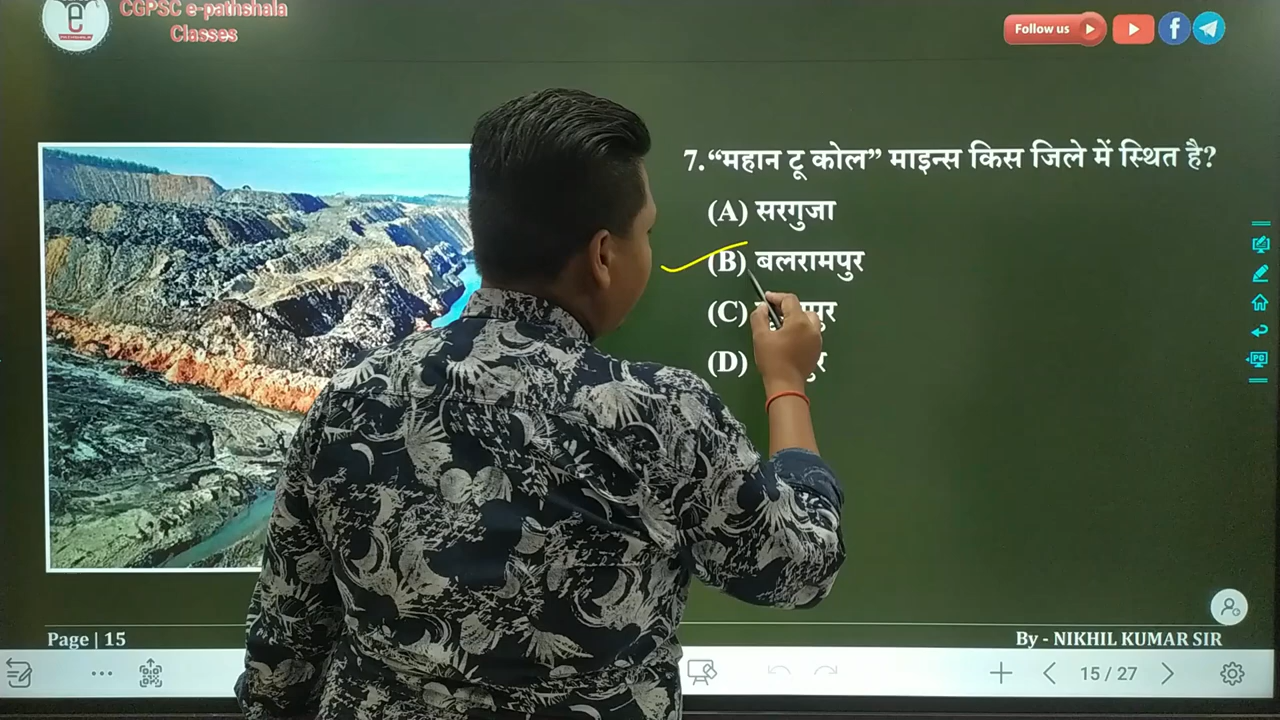 CGPSC e-pathshala
Classes
Follow us
7.“महान टू कोल” माइन्स किस जिले में स्थित है?
(A) सरगुजा
(B) बलरामपुर
(C)
(D)
Page | 15
By - NIKHIL KUMAR SIR
15 / 27